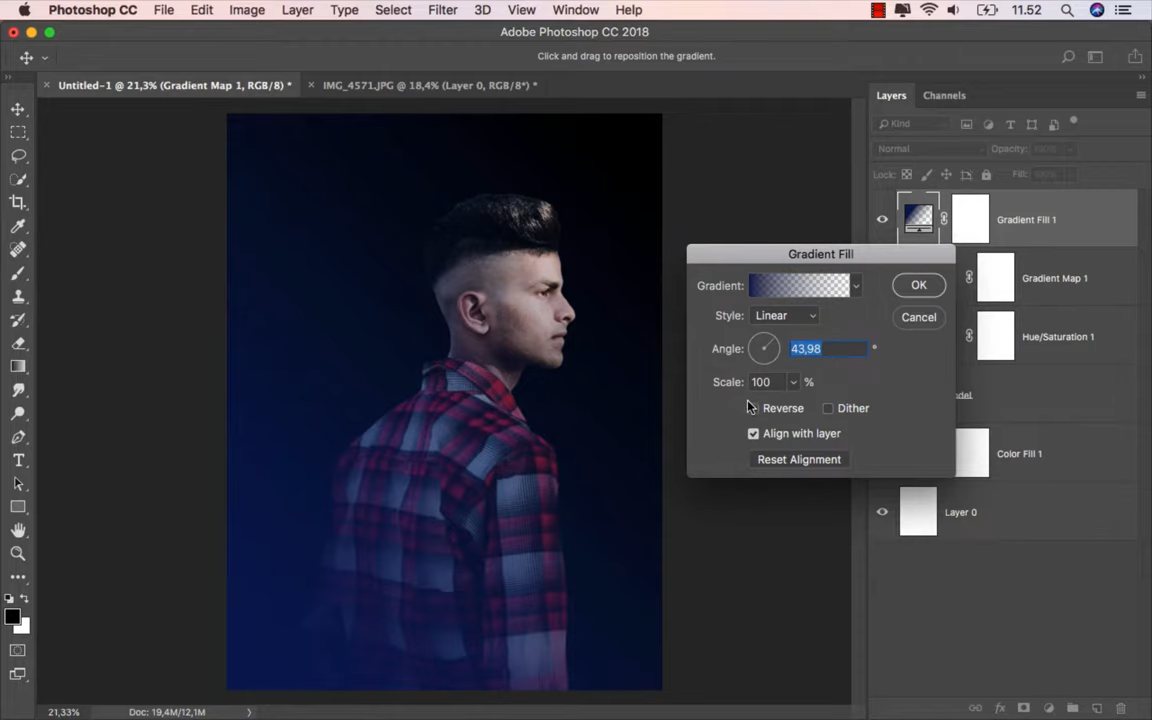 Photoshop CC File Edit Image Layer Type Select Filter 3D View Window Help 11.52
Adobe Photoshop CC 2018
Click and drag to reposition the gradient.
Untitled-1 @ 21,3% (Gradient Map 1, RGB/8) * IMG_4571.JPG @ 18,4% (Layer 0, RGB/8*) *
Layers Channels
Kind
Normal Opacity: 100%
Lock: Fill: 100%
Gradient Fill 1
Gradient Fill
Gradient: OK
Gradient Map 1
Style: Linear Cancel
Hue/Saturation 1
Angle: 43,98 °
Scale: 100 %
Reverse Dither
Align with layer
Color Fill 1
Reset Alignment
Layer 0
T
21,33% Doc: 19,4M/12,1M
fx